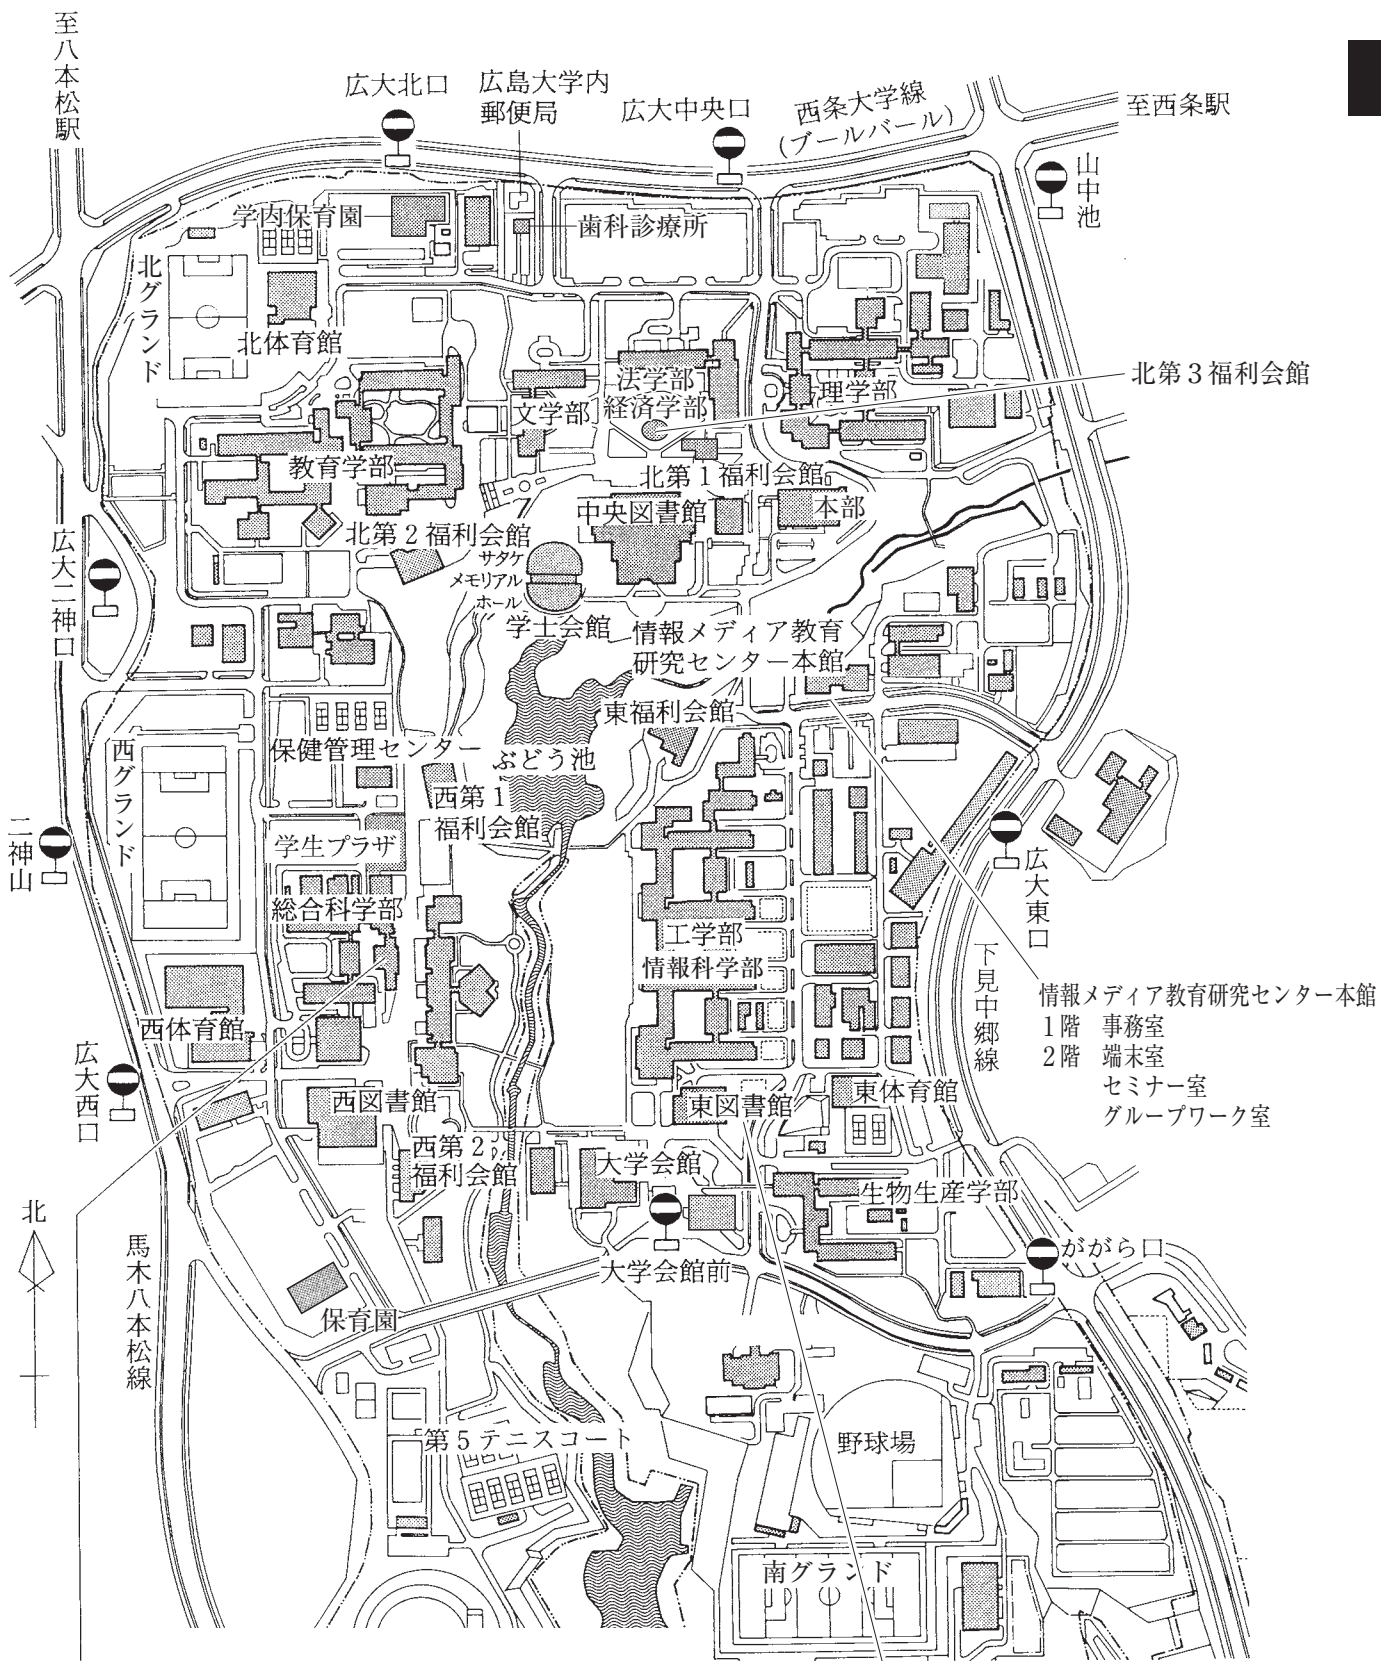 至八本松駅
広大北口
広島大学内
郵便局
広大中央口
西条大学線
(ブールバール)
至西条駅
山中池
学内保育園
歯科診療所
北グランド
北体育館
法学部
経済学部
文学部
理学部
北第3福利会館
教育学部
北第1福利会館
中央図書館
本部
北第2福利会館
サタケ
メモリアル
ホール
学士会館
広大二神口
情報メディア教育
研究センター本館
東福利会館
西グランド
保健管理センター
ぶどう池
西第1
福利会館
二神山
学生プラザ
総合科学部
広大東口
工学部
情報科学部
下見中郷線
情報メディア教育研究センター本館
1階 事務室
2階 端末室
セミナー室
グループワーク室
西体育館
広大西口
西図書館
東図書館
東体育館
西第2
福利会館
大学会館
生物生産学部
北
馬木八本松線
大学会館前
ががら口
保育園
第5テニスコート
野球場
南グランド